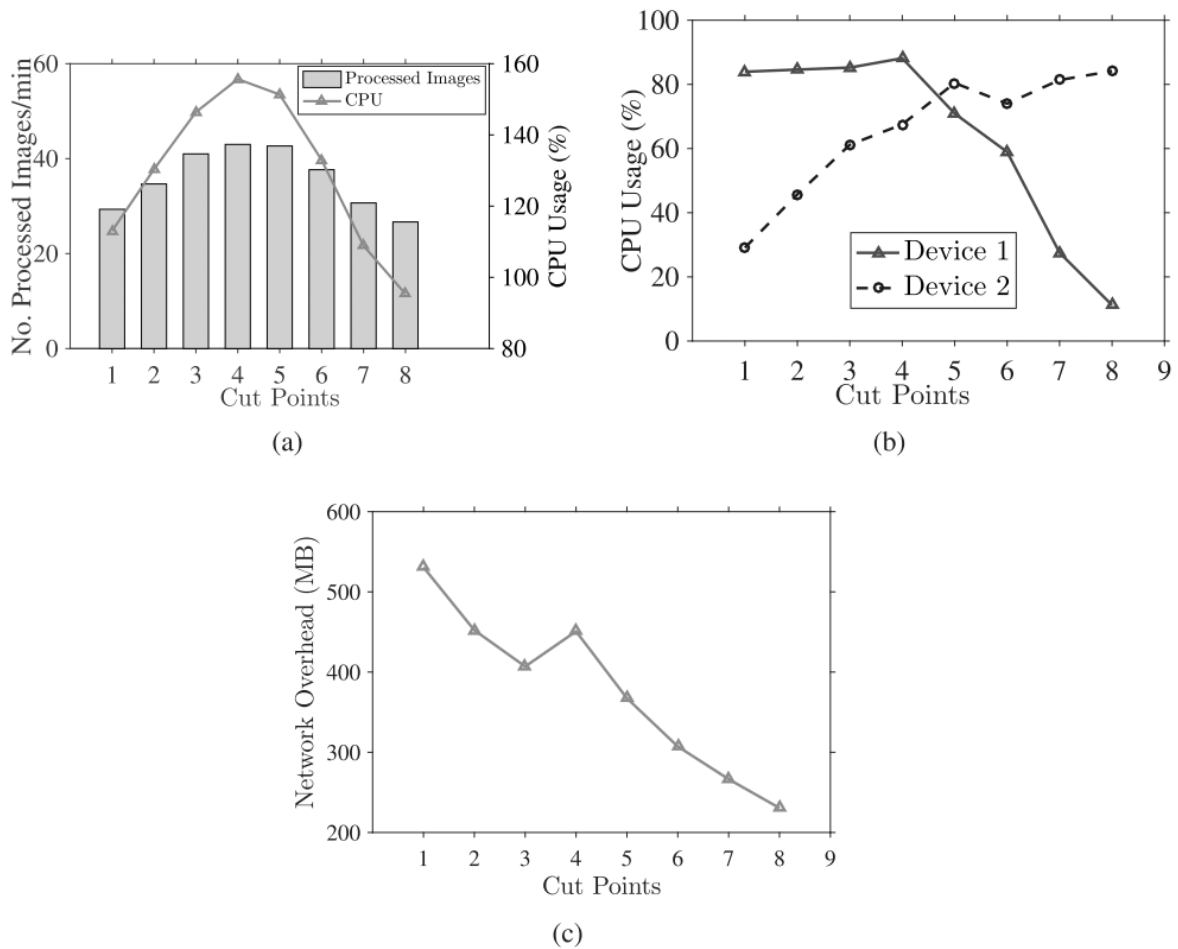 60
40
20
0
No. Processed Images/min
Processed Images
CPU
160
140
120
100
80
CPU Usage (%)
1 2 3 4 5 6 7 8
Cut Points
(a)
100
80
60
40
20
0
CPU Usage (%)
Device 1
Device 2
1 2 3 4 5 6 7 8 9
Cut Points
(b)
600
500
400
300
200
Network Overhead (MB)
1 2 3 4 5 6 7 8 9
Cut Points
(c)